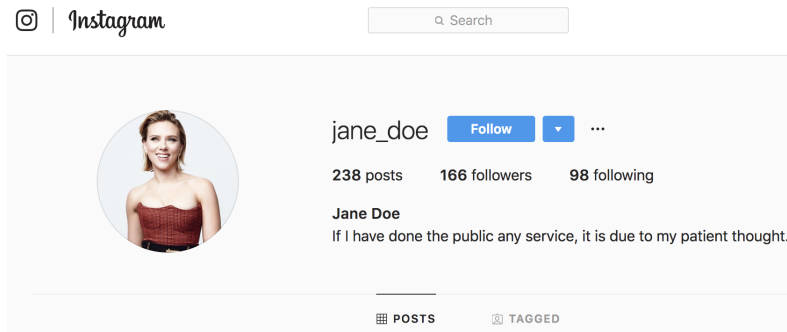 Instagram
Search
jane_doe Follow ...
238 posts 166 followers 98 following
Jane Doe
If I have done the public any service, it is due to my patient thought.
POSTS TAGGED